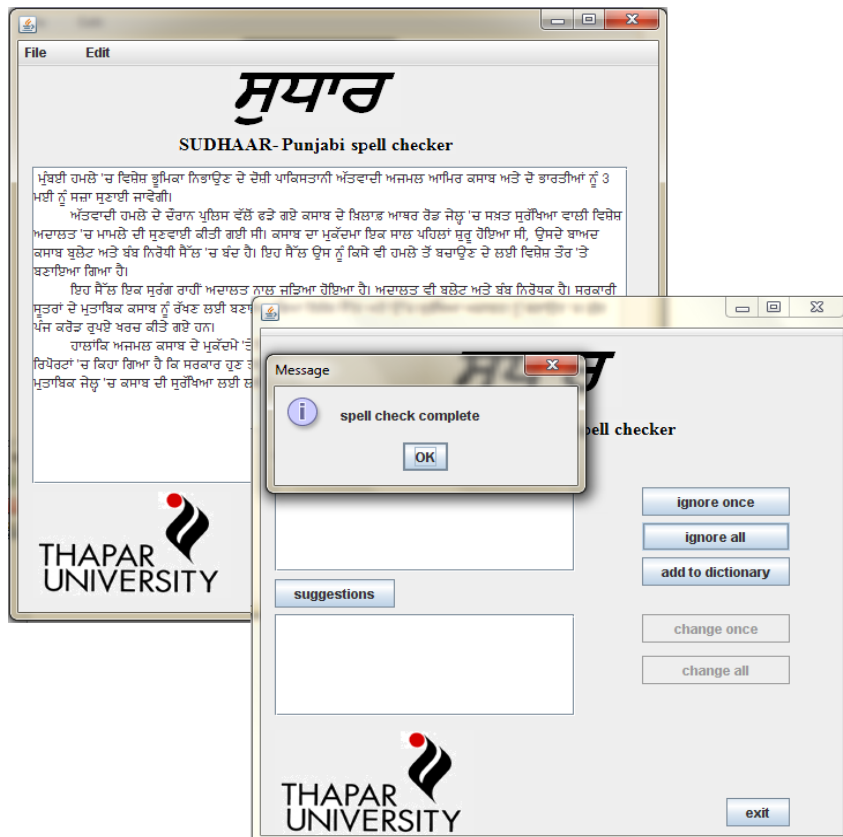 File Edit
ਸੁਧਾਰ
SUDHAAR- Punjabi spell checker
ਮੁੰਬਈ ਹਮਲੇ 'ਚ ਵਿਸ਼ੇਸ਼ ਭੂਮਿਕਾ ਨਿਭਾਉਣ ਦੇ ਦੋਸ਼ੀ ਪਾਕਿਸਤਾਨੀ ਅੱਤਵਾਦੀ ਅਜਮਲ ਆਮਿਰ ਕਸਾਬ ਅਤੇ ਦੋ ਭਾਰਤੀਆਂ ਨੂੰ 3
ਮਈ ਨੂੰ ਸਜ਼ਾ ਸੁਣਾਈ ਜਾਵੇਗੀ।
ਅੱਤਵਾਦੀ ਹਮਲੇ ਦੇ ਦੌਰਾਨ ਪੁਲਿਸ ਵੱਲੋਂ ਫੜੇ ਗਏ ਕਸਾਬ ਦੇ ਖ਼ਿਲਾਫ਼ ਆਥਰ ਰੋਡ ਜੇਲ੍ਹ 'ਚ ਸਖ਼ਤ ਸੁਰੱਖਿਆ ਵਾਲੀ ਵਿਸ਼ੇਸ਼
ਅਦਾਲਤ 'ਚ ਮਾਮਲੇ ਦੀ ਸੁਣਵਾਈ ਕੀਤੀ ਗਈ ਸੀ। ਕਸਾਬ ਦਾ ਮੁਕੱਦਮਾ ਇਕ ਸਾਲ ਪਹਿਲਾਂ ਸ਼ੁਰੂ ਹੋਇਆ ਸੀ, ਉਸਦੇ ਬਾਅਦ
ਕਸਾਬ ਬੁਲੇਟ ਅਤੇ ਬੰਬ ਨਿਰੋਧੀ ਸੈੱਲ 'ਚ ਬੰਦ ਹੈ। ਇਹ ਸੈੱਲ ਉਸ ਨੂੰ ਕਿਸੇ ਵੀ ਹਮਲੇ ਤੋਂ ਬਚਾਉਣ ਦੇ ਲਈ ਵਿਸ਼ੇਸ਼ ਤੌਰ 'ਤੇ
ਬਣਾਇਆ ਗਿਆ ਹੈ।
ਇਹ ਸੈੱਲ ਇਕ ਸੁਰੰਗ ਰਾਹੀਂ ਅਦਾਲਤ ਨਾਲ ਜੁੜਿਆ ਹੋਇਆ ਹੈ। ਅਦਾਲਤ ਵੀ ਬੁਲੇਟ ਅਤੇ ਬੰਬ ਨਿਰੋਧਕ ਹੈ। ਸਰਕਾਰੀ
ਸੂਤਰਾਂ ਦੇ ਮੁਤਾਬਿਕ ਕਸਾਬ ਨੂੰ ਰੱਖਣ ਲਈ
ਪੰਜ ਕਰੋੜ ਰੁਪਏ ਖਰਚ ਕੀਤੇ ਗਏ ਹਨ।
ਹਾਲਾਂਕਿ ਅਜਮਲ ਕਸਾਬ ਦੇ ਮੁਕੱਦਮੇ
ਰਿਪੋਰਟਾਂ 'ਚ ਕਿਹਾ ਗਿਆ ਹੈ ਕਿ ਸਰਕਾਰ ਹੁਣ
ਮੁਤਾਬਿਕ ਜੇਲ੍ਹ 'ਚ ਕਸਾਬ ਦੀ ਸੁਰੱਖਿਆ ਲਈ
THAPAR
UNIVERSITY
Message
spell check complete
OK
spell checker
ignore once
ignore all
add to dictionary
suggestions
change once
change all
THAPAR
UNIVERSITY
exit